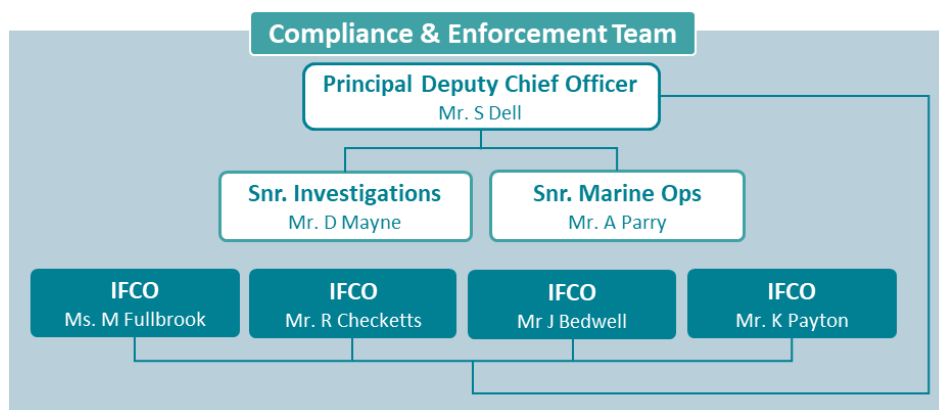 Compliance & Enforcement Team
Principal Deputy Chief Officer
Mr. S Dell
Snr. Investigations
Mr. D Mayne
Snr. Marine Ops
Mr. A Parry
IFCO
Ms. M Fullbrook
IFCO
Mr. R Checketts
IFCO
Mr J Bedwell
IFCO
Mr. K Payton